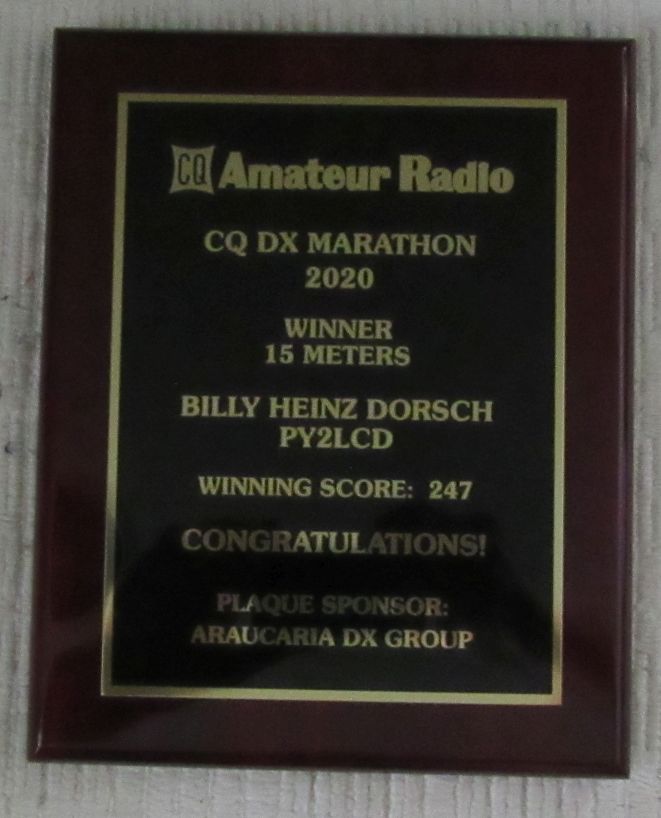 CQ Amateur Radio
CQ DX MARATHON
2020
WINNER
15 METERS
BILLY HEINZ DORSCH
PY2LCD
WINNING SCORE: 247
CONGRATULATIONS!
PLAQUE SPONSOR:
ARAUCARIA DX GROUP